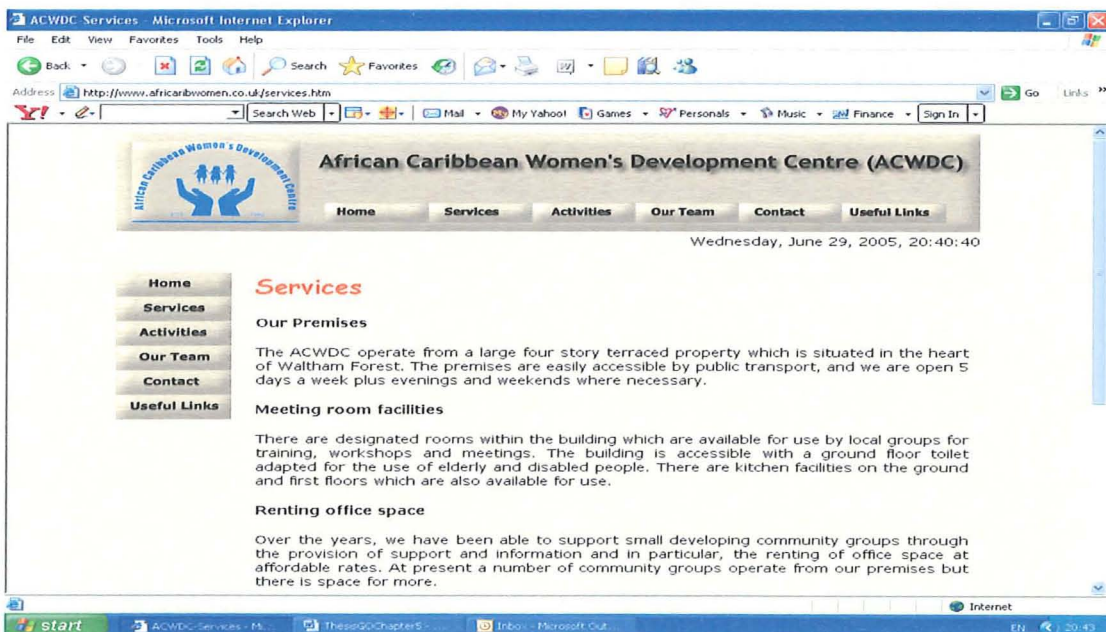 ACWDC-Services - Microsoft Internet Explorer
File Edit View Favorites Tools Help
Back Search Favorites
Address http://www.africaribwomen.co.uk/services.htm Go Links »
Y! Search Web Mail My Yahoo! Games Personals Music Finance Sign In
African Caribbean Women's Development Centre
African Caribbean Women's Development Centre (ACWDC)
Home Services Activities Our Team Contact Useful Links
Wednesday, June 29, 2005, 20:40:40
Home
Services
Activities
Our Team
Contact
Useful Links
Services
Our Premises
The ACWDC operate from a large four story terraced property which is situated in the heart
of Waltham Forest. The premises are easily accessible by public transport, and we are open 5
days a week plus evenings and weekends where necessary.
Meeting room facilities
There are designated rooms within the building which are available for use by local groups for
training, workshops and meetings. The building is accessible with a ground floor toilet
adapted for the use of elderly and disabled people. There are kitchen facilities on the ground
and first floors which are also available for use.
Renting office space
Over the years, we have been able to support small developing community groups through
the provision of support and information and in particular, the renting of office space at
affordable rates. At present a number of community groups operate from our premises but
there is space for more.
Internet
start ACWDC-Services - Mi... ThesisGOChapter5 - ... Inbox - Microsoft Out... EN 20:43